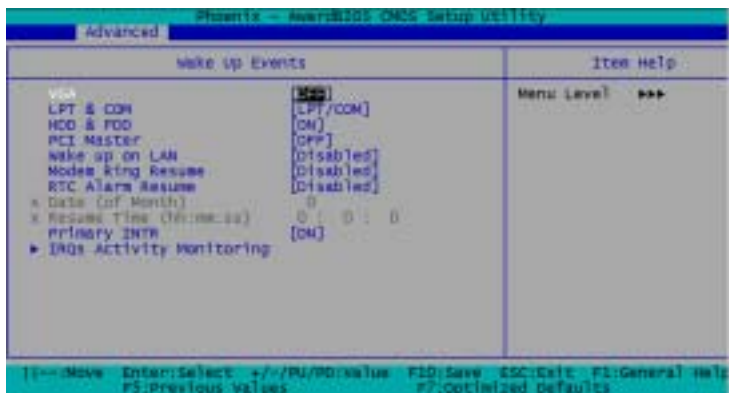 Phoenix - AwardBIOS CMOS Setup Utility
Advanced
Wake Up Events
Item Help
VGA [OFF]
Menu Level ▸▸▸
LPT & COM [LPT/COM]
HDD & FDD [ON]
PCI Master [OFF]
Wake up on LAN [Disabled]
Modem Ring Resume [Disabled]
RTC Alarm Resume [Disabled]
x Date (of Month) 0
x Resume Time (hh:mm:ss) 0 : 0 : 0
Primary INTR [ON]
▸ IRQs Activity Monitoring
:Move Enter:Select +/-/PU/PD:Value F10:Save ESC:Exit F1:General Help
F5:Previous Values F7:Optimized Defaults